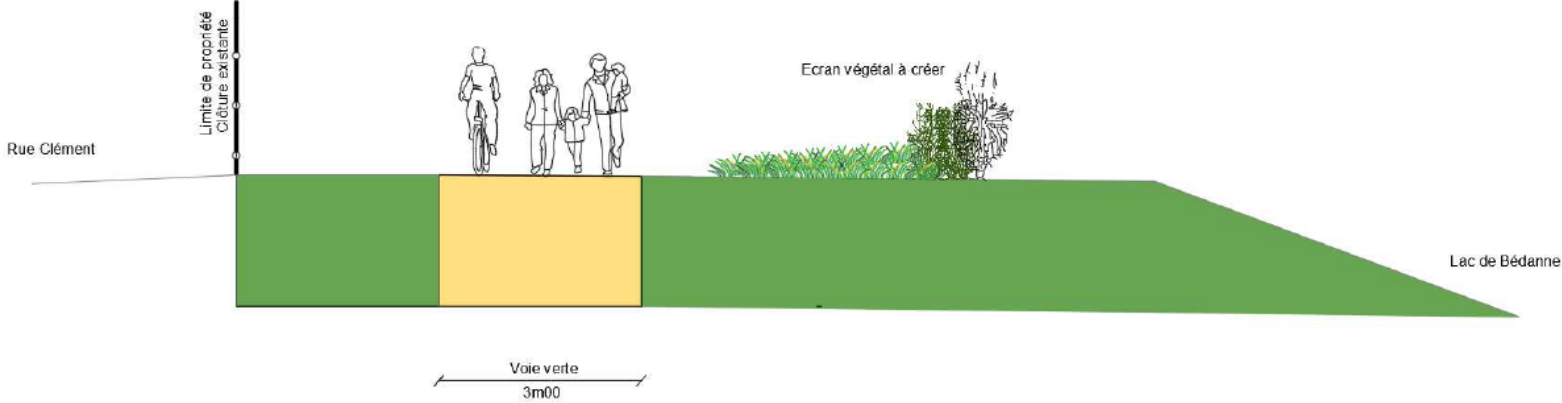 Limite de propriété
Clôture existante
Ecran végétal à créer
Rue Clément
Lac de Bédanne
Voie verte
3m00